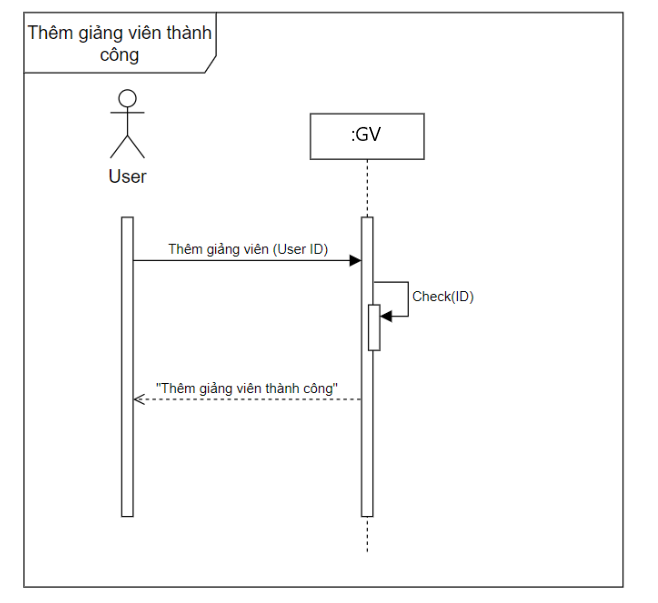 Thêm giảng viên thành
công
:GV
User
Thêm giảng viên (User ID)
Check(ID)
"Thêm giảng viên thành công"